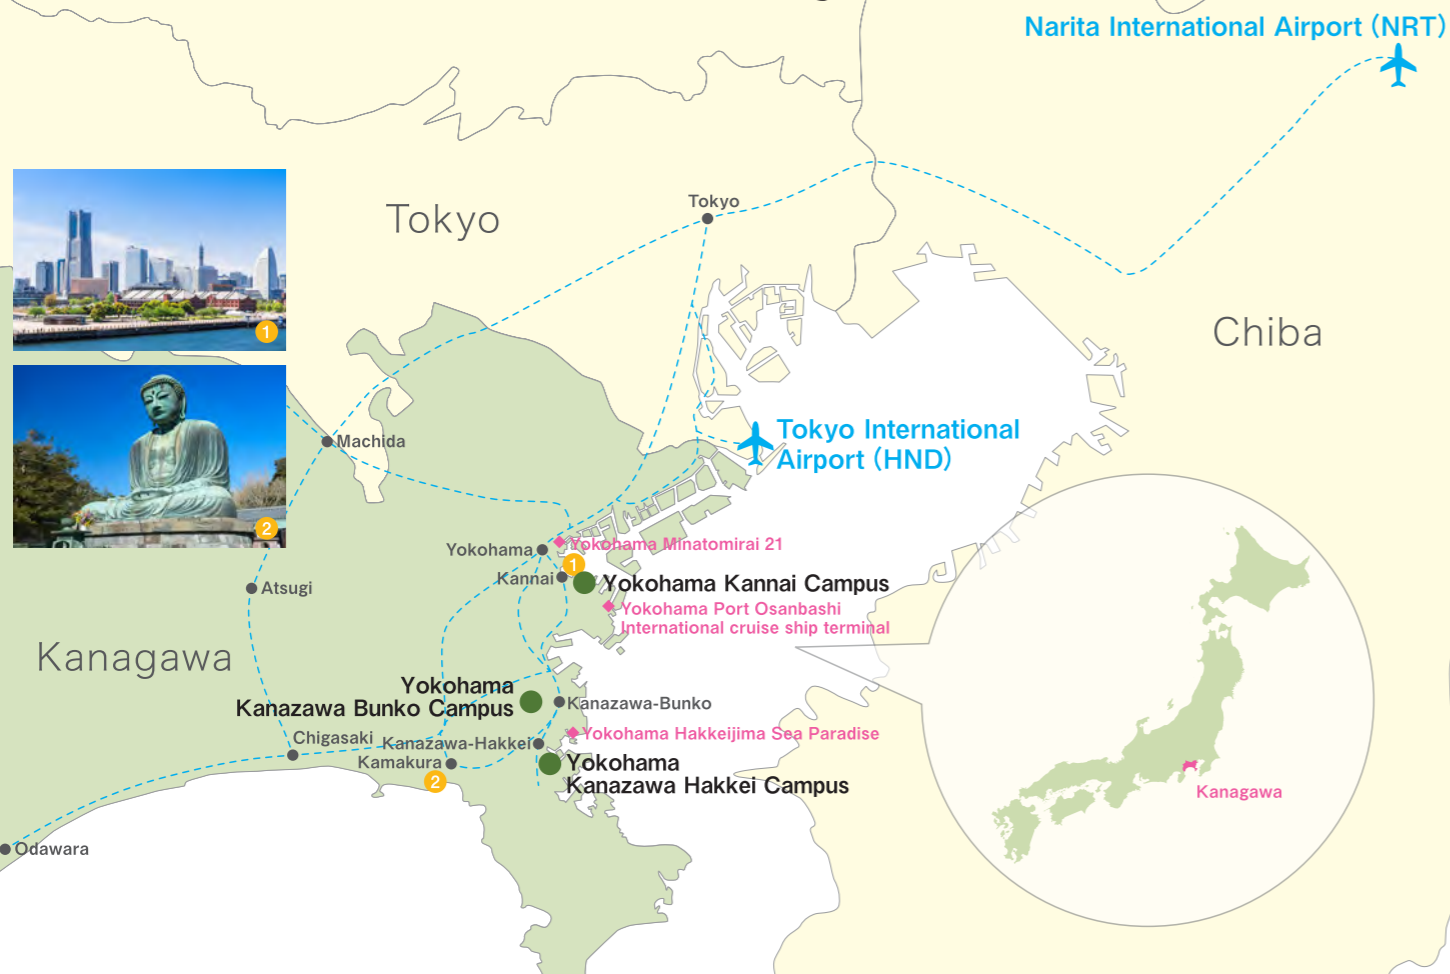 Narita International Airport (NRT)
Tokyo
Tokyo
1
Chiba
Machida
Tokyo International
Airport (HND)
2
Yokohama
Yokohama Minatomirai 21
1
Kannai
Yokohama Kannai Campus
Atsugi
Yokohama Port Osanbashi
International cruise ship terminal
Kanagawa
Yokohama
Kanazawa Bunko Campus
Kanazawa-Bunko
Chigasaki
Kanazawa-Hakkei
Yokohama Hakkeijima Sea Paradise
Kamakura
2
Yokohama
Kanazawa Hakkei Campus
Kanagawa
Odawara